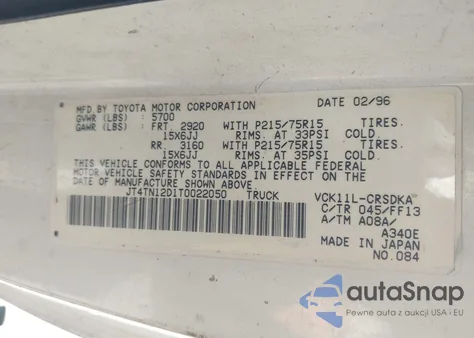 MFD.BY TOYOTA MOTOR CORPORATION DATE 02/96
GVWR (LBS) : 5700
GAWR (LBS) : FRT 2920 WITH P215/75R15 TIRES.
15X6JJ RIMS. AT 33PSI COLD.
RR. 3160 WITH P215/75R15 TIRES.
15X6JJ RIMS. AT 35PSI COLD.
THIS VEHICLE CONFORMS TO ALL APPLICABLE FEDERAL
MOTOR VEHICLE SAFETY STANDARDS IN EFFECT ON THE
DATE OF MANUFACTURE SHOWN ABOVE.
JT4TN12D1T0022050 TRUCK
VCK11L-CRSDKA
C/TR 045/FF13
A/TM A08A/
A340E
MADE IN JAPAN
NO.084
autoSnap
Pewne auto z aukcji USA i EU